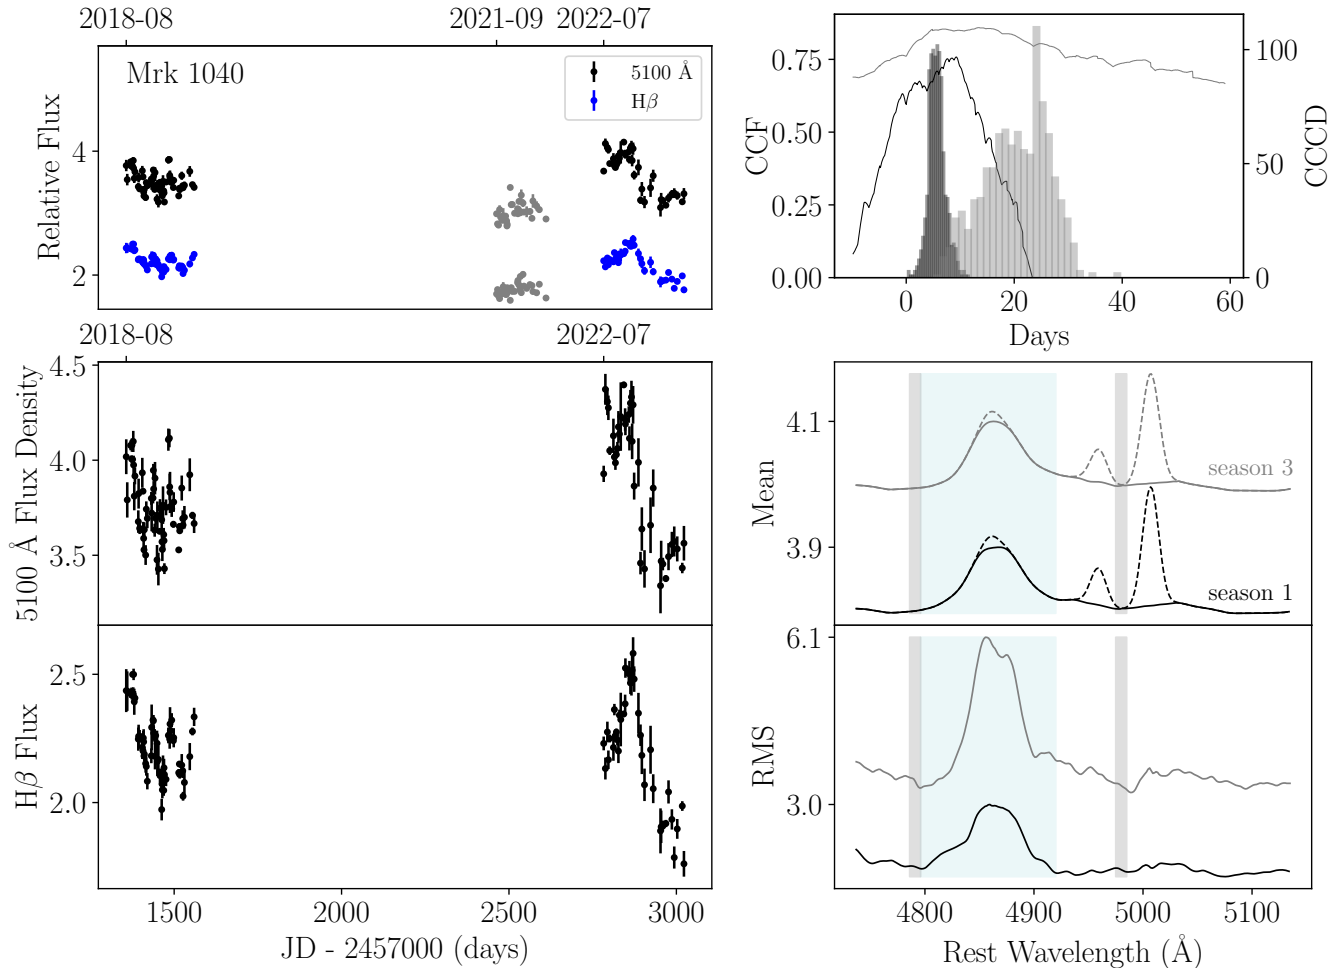 2018-08 2021-09 2022-07
Mrk 1040
5100 Å
Hβ
4
2
Relative Flux
2018-08 2022-07
4.5
4.0
3.5
5100 Å Flux Density
2.5
2.0
Hβ Flux
1500 2000 2500 3000
JD - 2457000 (days)
0.75
0.50
0.25
0.00
CCF
100
50
0
CCCD
0 20 40 60
Days
4.1
3.9
Mean
season 3
season 1
6.1
3.0
RMS
4800 4900 5000 5100
Rest Wavelength (Å)